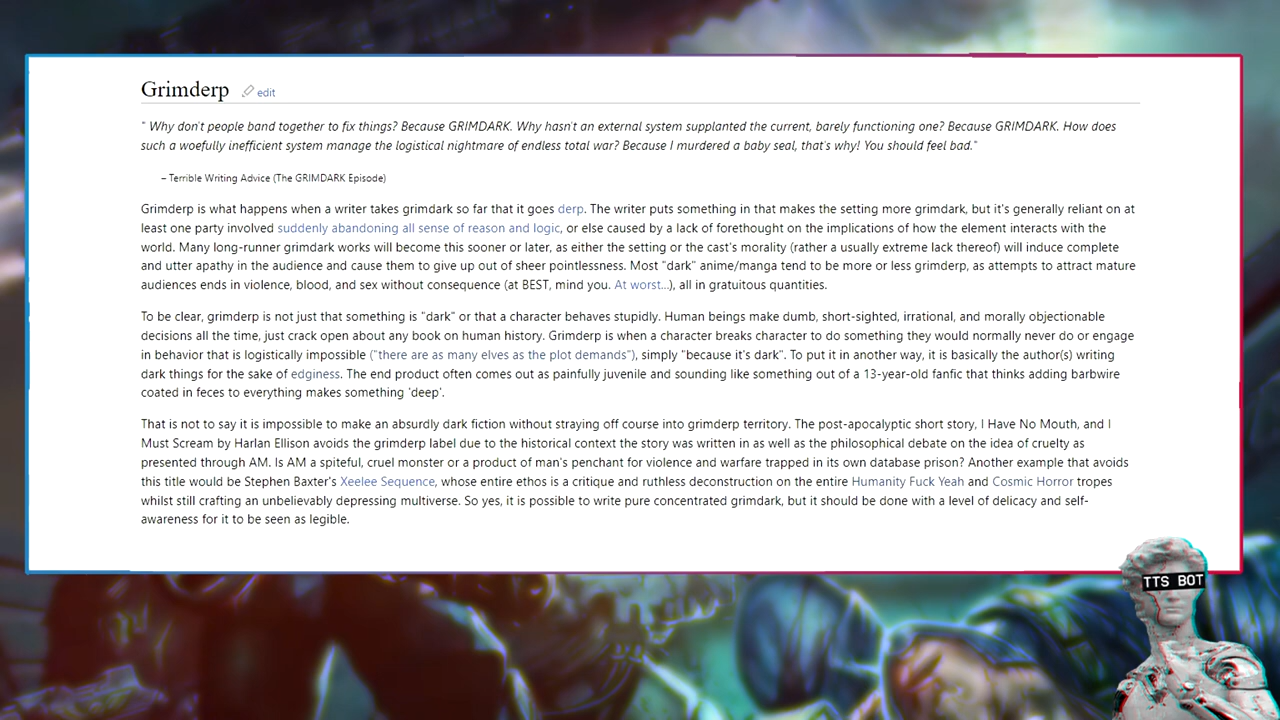 Grimderp edit
" Why don't people band together to fix things? Because GRIMDARK. Why hasn't an external system supplanted the current, barely functioning one? Because GRIMDARK. How does
such a woefully inefficient system manage the logistical nightmare of endless total war? Because I murdered a baby seal, that's why! You should feel bad."
– Terrible Writing Advice (The GRIMDARK Episode)
Grimderp is what happens when a writer takes grimdark so far that it goes derp. The writer puts something in that makes the setting more grimdark, but it's generally reliant on at
least one party involved suddenly abandoning all sense of reason and logic, or else caused by a lack of forethought on the implications of how the element interacts with the
world. Many long-runner grimdark works will become this sooner or later, as either the setting or the cast's morality (rather a usually extreme lack thereof) will induce complete
and utter apathy in the audience and cause them to give up out of sheer pointlessness. Most "dark" anime/manga tend to be more or less grimderp, as attempts to attract mature
audiences ends in violence, blood, and sex without consequence (at BEST, mind you. At worst...), all in gratuitous quantities.
To be clear, grimderp is not just that something is "dark" or that a character behaves stupidly. Human beings make dumb, short-sighted, irrational, and morally objectionable
decisions all the time, just crack open about any book on human history. Grimderp is when a character breaks character to do something they would normally never do or engage
in behavior that is logistically impossible ("there are as many elves as the plot demands"), simply "because it's dark". To put it in another way, it is basically the author(s) writing
dark things for the sake of edginess. The end product often comes out as painfully juvenile and sounding like something out of a 13-year-old fanfic that thinks adding barbwire
coated in feces to everything makes something 'deep'.
That is not to say it is impossible to make an absurdly dark fiction without straying off course into grimderp territory. The post-apocalyptic short story, I Have No Mouth, and I
Must Scream by Harlan Ellison avoids the grimderp label due to the historical context the story was written in as well as the philosophical debate on the idea of cruelty as
presented through AM. Is AM a spiteful, cruel monster or a product of man's penchant for violence and warfare trapped in its own database prison? Another example that avoids
this title would be Stephen Baxter's Xeelee Sequence, whose entire ethos is a critique and ruthless deconstruction on the entire Humanity Fuck Yeah and Cosmic Horror tropes
whilst still crafting an unbelievably depressing multiverse. So yes, it is possible to write pure concentrated grimdark, but it should be done with a level of delicacy and self-
awareness for it to be seen as legible.
TTS BOT